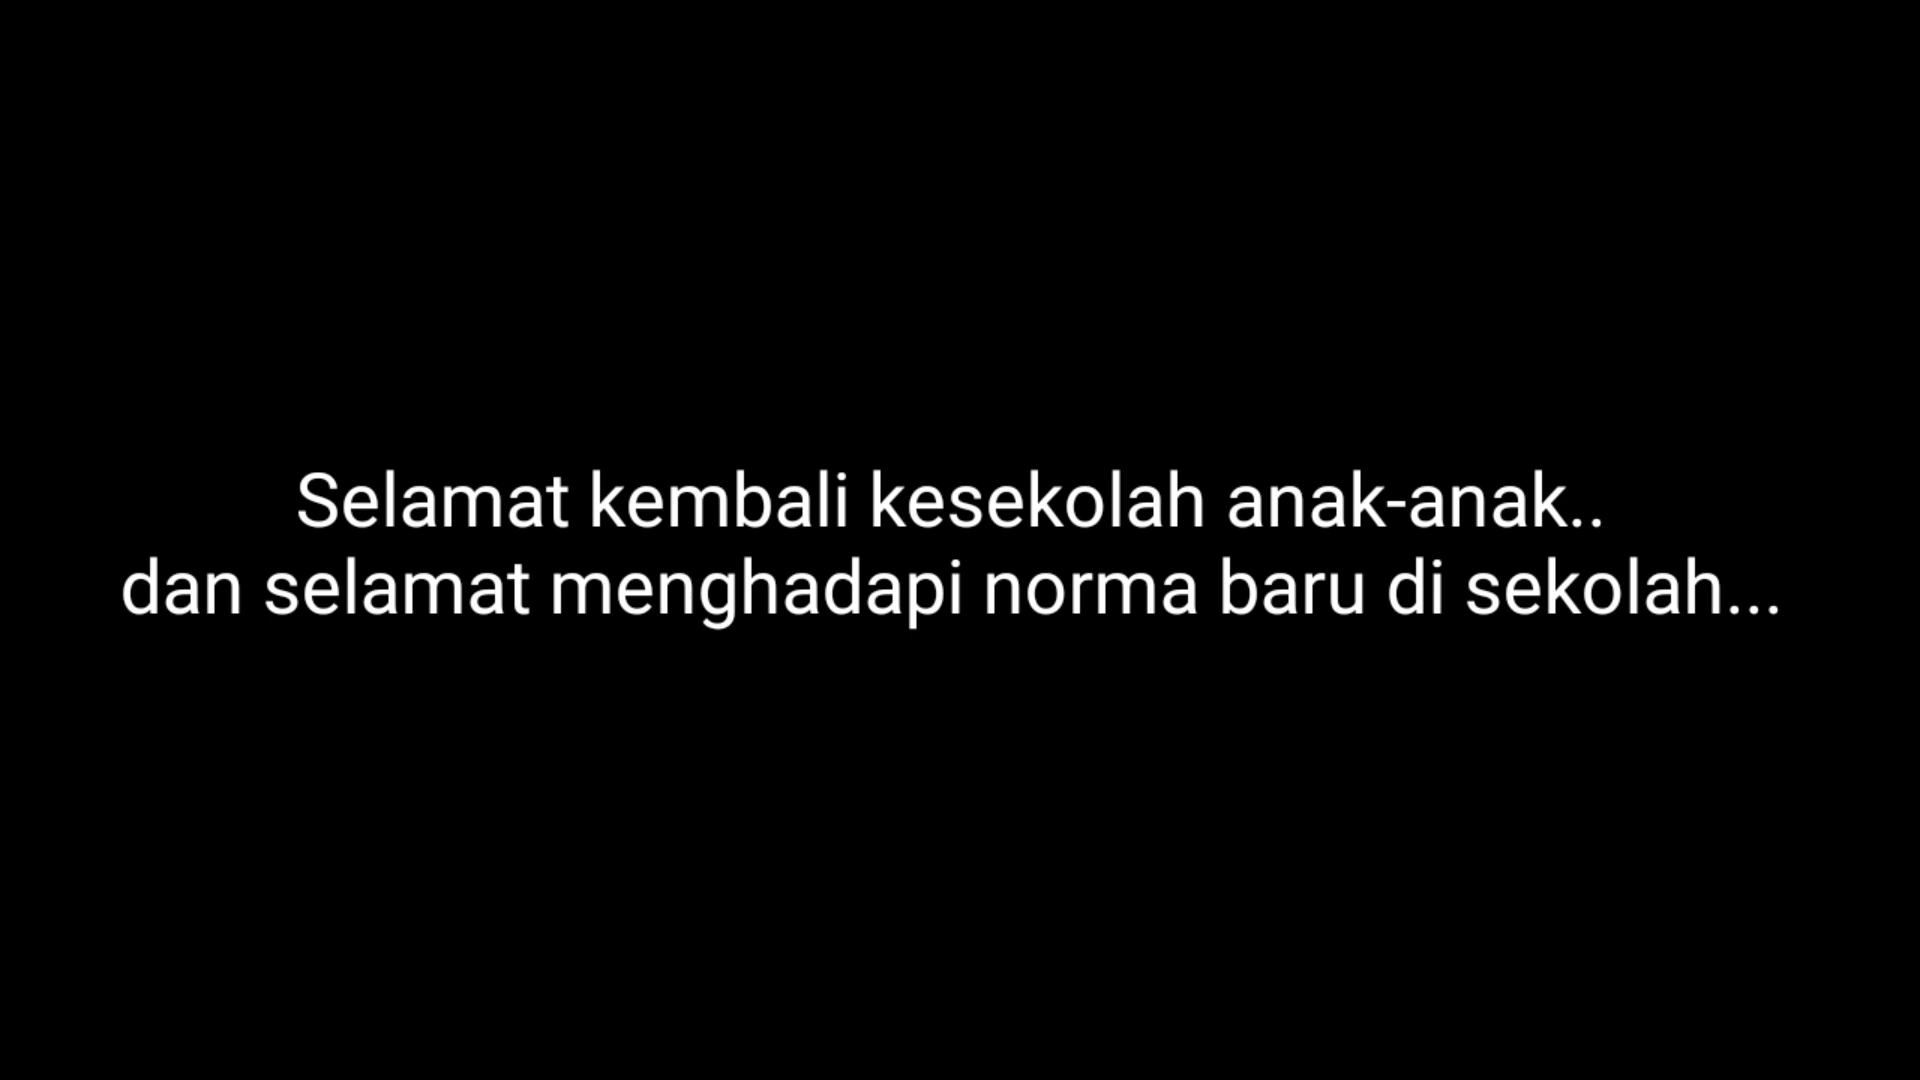 Selamat kembali kesekolah anak-anak..
dan selamat menghadapi norma baru di sekolah...